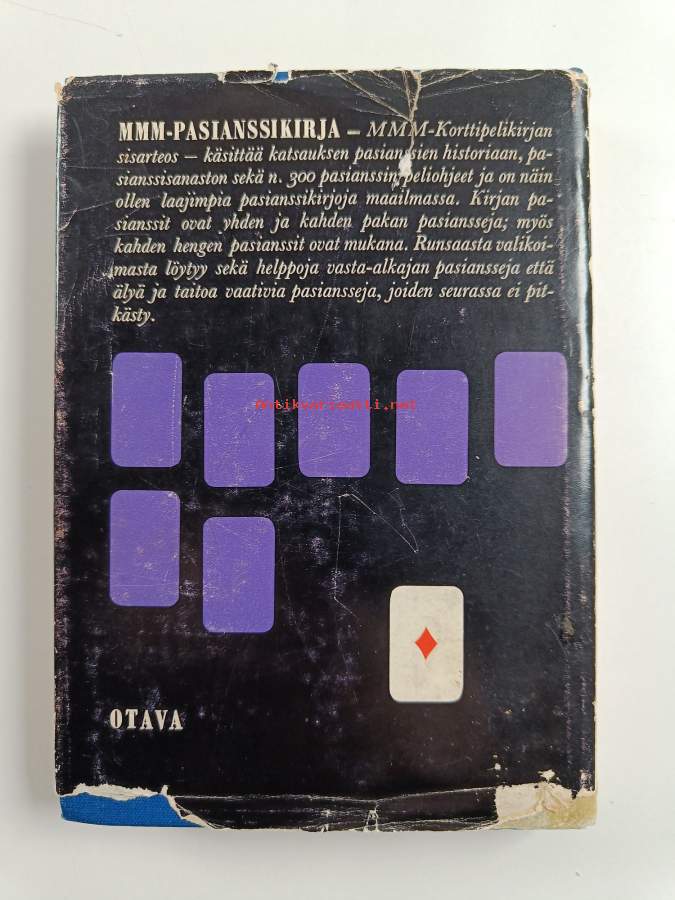 MMM-PASIANSSIKIRJA – MMM-Korttipelikirjan
sisarteos – käsittää katsauksen pasianssien historiaan, pa-
sianssisanaston sekä n. 300 pasianssin peliohjeet ja on näin
ollen laajimpia pasianssikirjoja maailmassa. Kirjan pa-
sianssit ovat yhden ja kahden pakan pasiansseja; myös
kahden hengen pasianssit ovat mukana. Runsaasta valikoi-
masta löytyy sekä helppoja vasta-alkajan pasiansseja että
älyä ja taitoa vaativia pasiansseja, joiden seurassa ei pit-
kästy.
Antikvariaatti.net
OTAVA